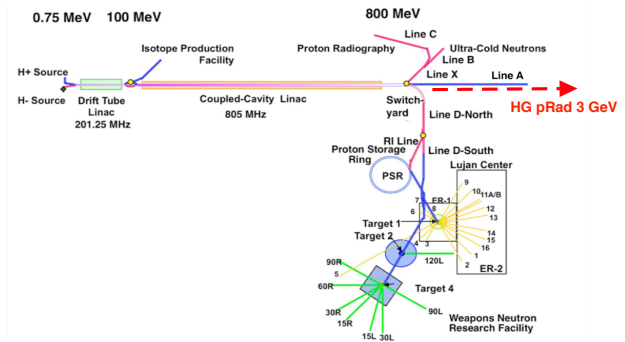 0.75 MeV 100 MeV 800 MeV
Line C
Isotope Production
Facility
Proton Radiography
Ultra-Cold Neutrons
Line B
Line X
Line A
H+ Source
H- Source
Drift Tube
Linac
201.25 MHz
Coupled-Cavity Linac
805 MHz
Switch-
yard
HG pRad 3 GeV
Line D-North
RI Line
Proton Storage
Ring
Line D-South
Lujan Center
PSR
9
10
11A/B
12
13
14
15
16
1
2
7
ER-1
8
6
Target 1
4
3
Target 2
ER-2
120L
90R
5
60R
Target 4
30R
15R
15L
30L
90L
Weapons Neutron
Research Facility